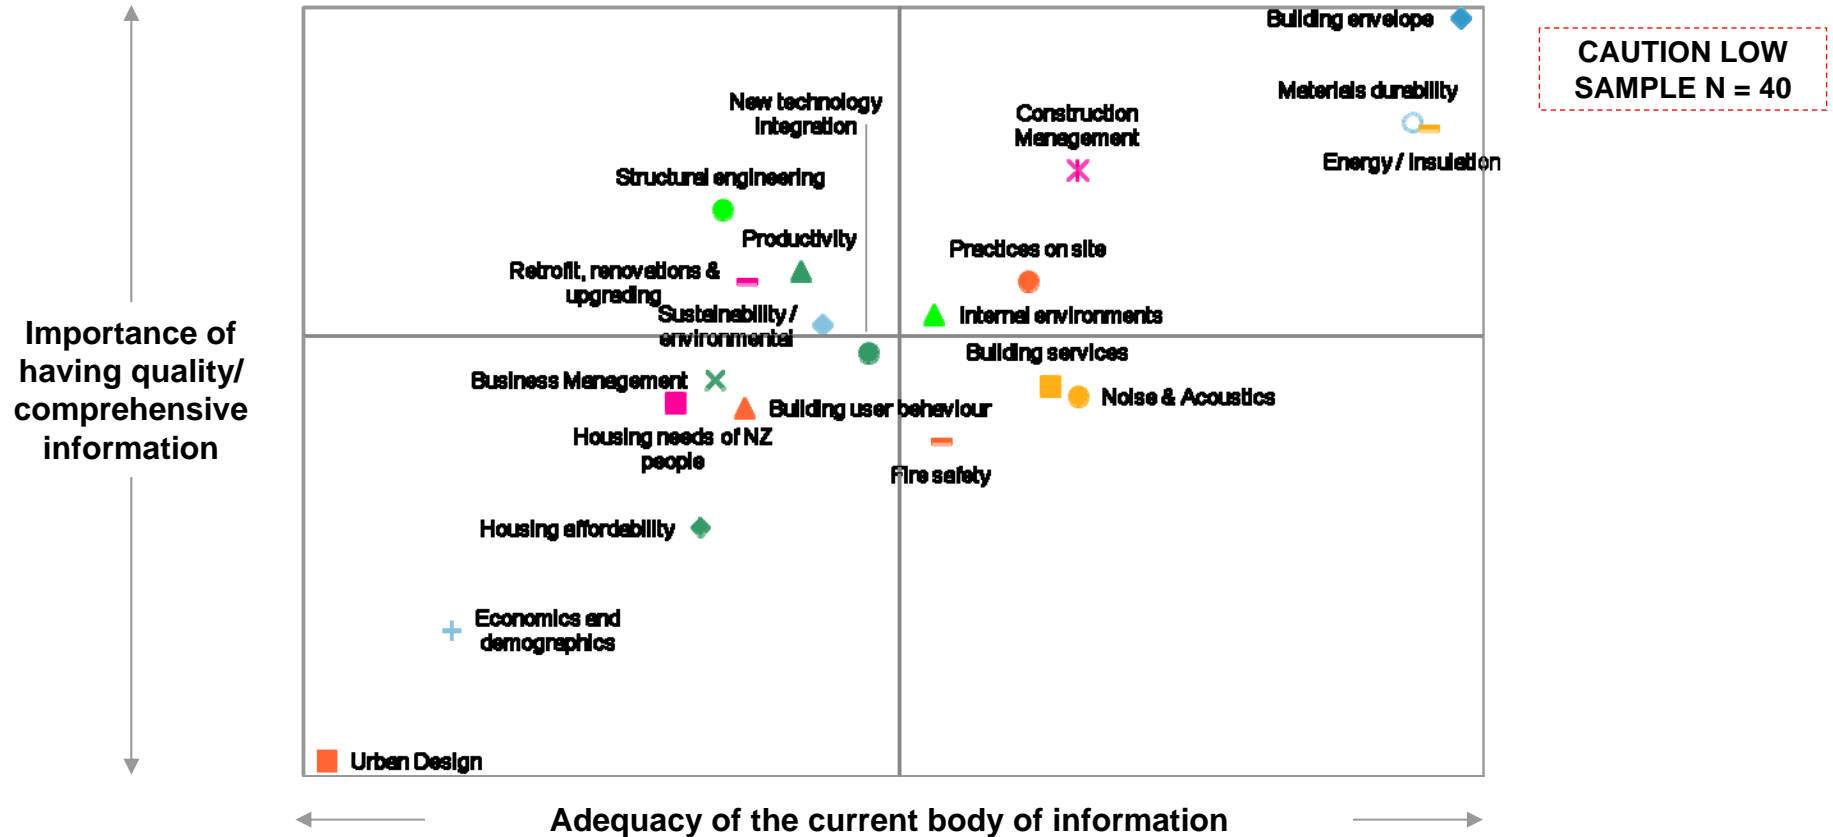 Building envelope
CAUTION LOW
SAMPLE N = 40
Materials durability
New technology
integration
Construction
Management
Energy / insulation
Structural engineering
Productivity
Practices on site
Retrofit, renovations &
upgrading
Sustainability /
environmental
Internal environments
Importance of
having quality/
comprehensive
information
Building services
Business Management
Noise & Acoustics
Building user behaviour
Housing needs of NZ
people
Fire safety
Housing affordability
Economics and
demographics
Urban Design
Adequacy of the current body of information